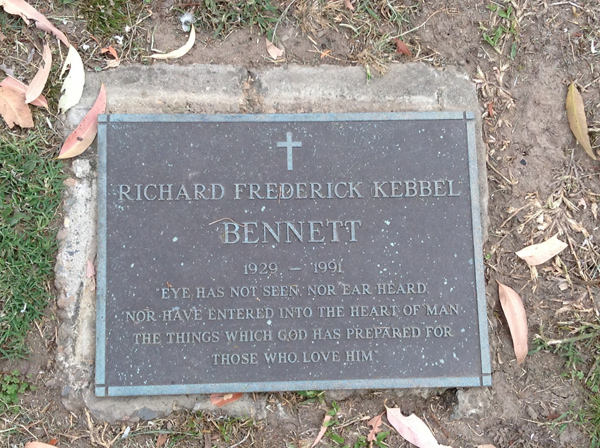 RICHARD FREDERICK KEBBEL
BENNETT
1929 – 1991
"EYE HAS NOT SEEN, NOR EAR HEARD
NOR HAVE ENTERED INTO THE HEART OF MAN
THE THINGS WHICH GOD HAS PREPARED FOR
THOSE WHO LOVE HIM"